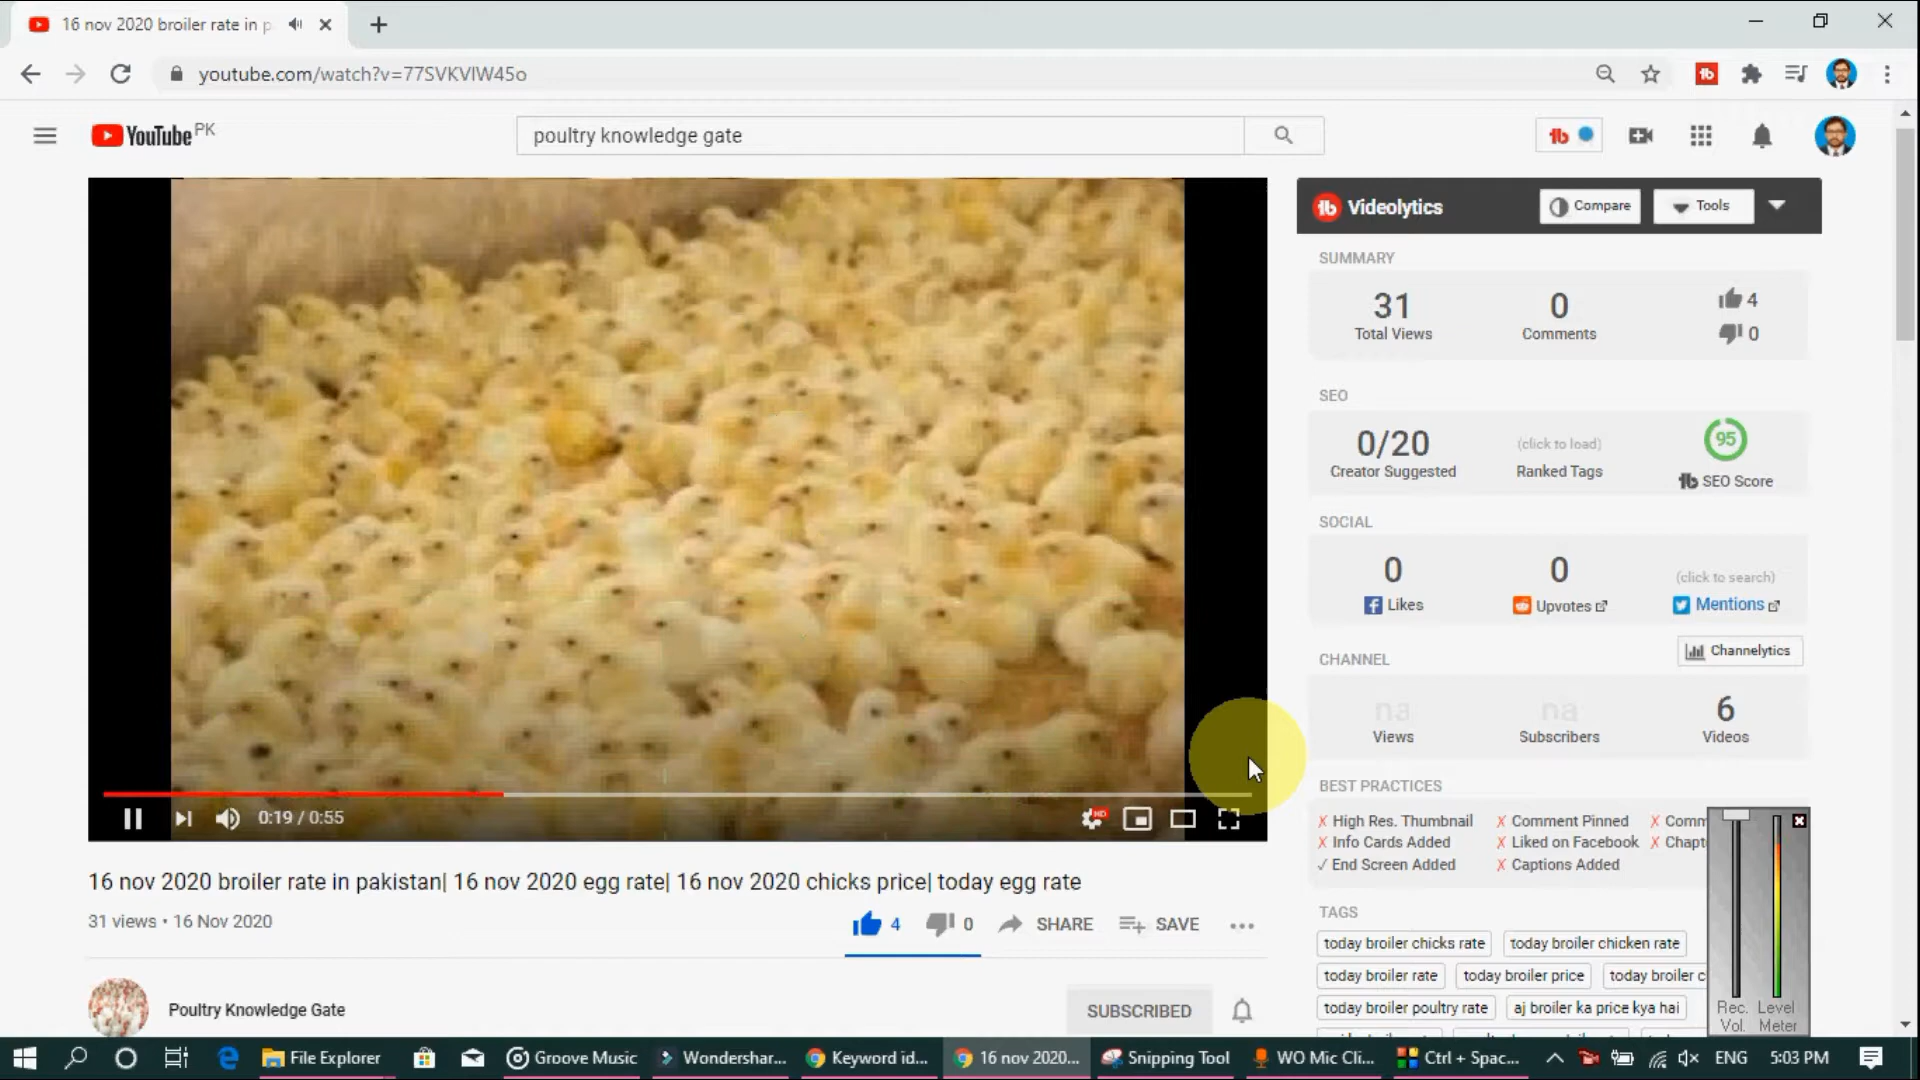 16 nov 2020 broiler rate in p
youtube.com/watch?v=77SVKVlW45o
YouTube PK
poultry knowledge gate
Videolytics
Compare
Tools
SUMMARY
31
0
4
Total Views
Comments
0
SEO
0/20
(click to load)
95
Creator Suggested
Ranked Tags
SEO Score
SOCIAL
0
0
(click to search)
Likes
Upvotes
Mentions
CHANNEL
Channelytics
na
na
6
Views
Subscribers
Videos
BEST PRACTICES
✗ High Res. Thumbnail
✗ Comment Pinned
✗ Comm
✗ Info Cards Added
✗ Liked on Facebook
✗ Chapt
✓ End Screen Added
✗ Captions Added
HD
0:19 / 0:55
16 nov 2020 broiler rate in pakistan| 16 nov 2020 egg rate| 16 nov 2020 chicks price| today egg rate
31 views • 16 Nov 2020
4
0
SHARE
SAVE
TAGS
today broiler chicks rate
today broiler chicken rate
today broiler rate
today broiler price
today broiler c
today broiler poultry rate
aj broiler ka price kya hai
Rec. Vol.
Level Meter
Poultry Knowledge Gate
SUBSCRIBED
File Explorer
Groove Music
Wondershar...
Keyword id...
16 nov 2020...
Snipping Tool
WO Mic Cli...
Ctrl + Spac...
ENG
5:03 PM